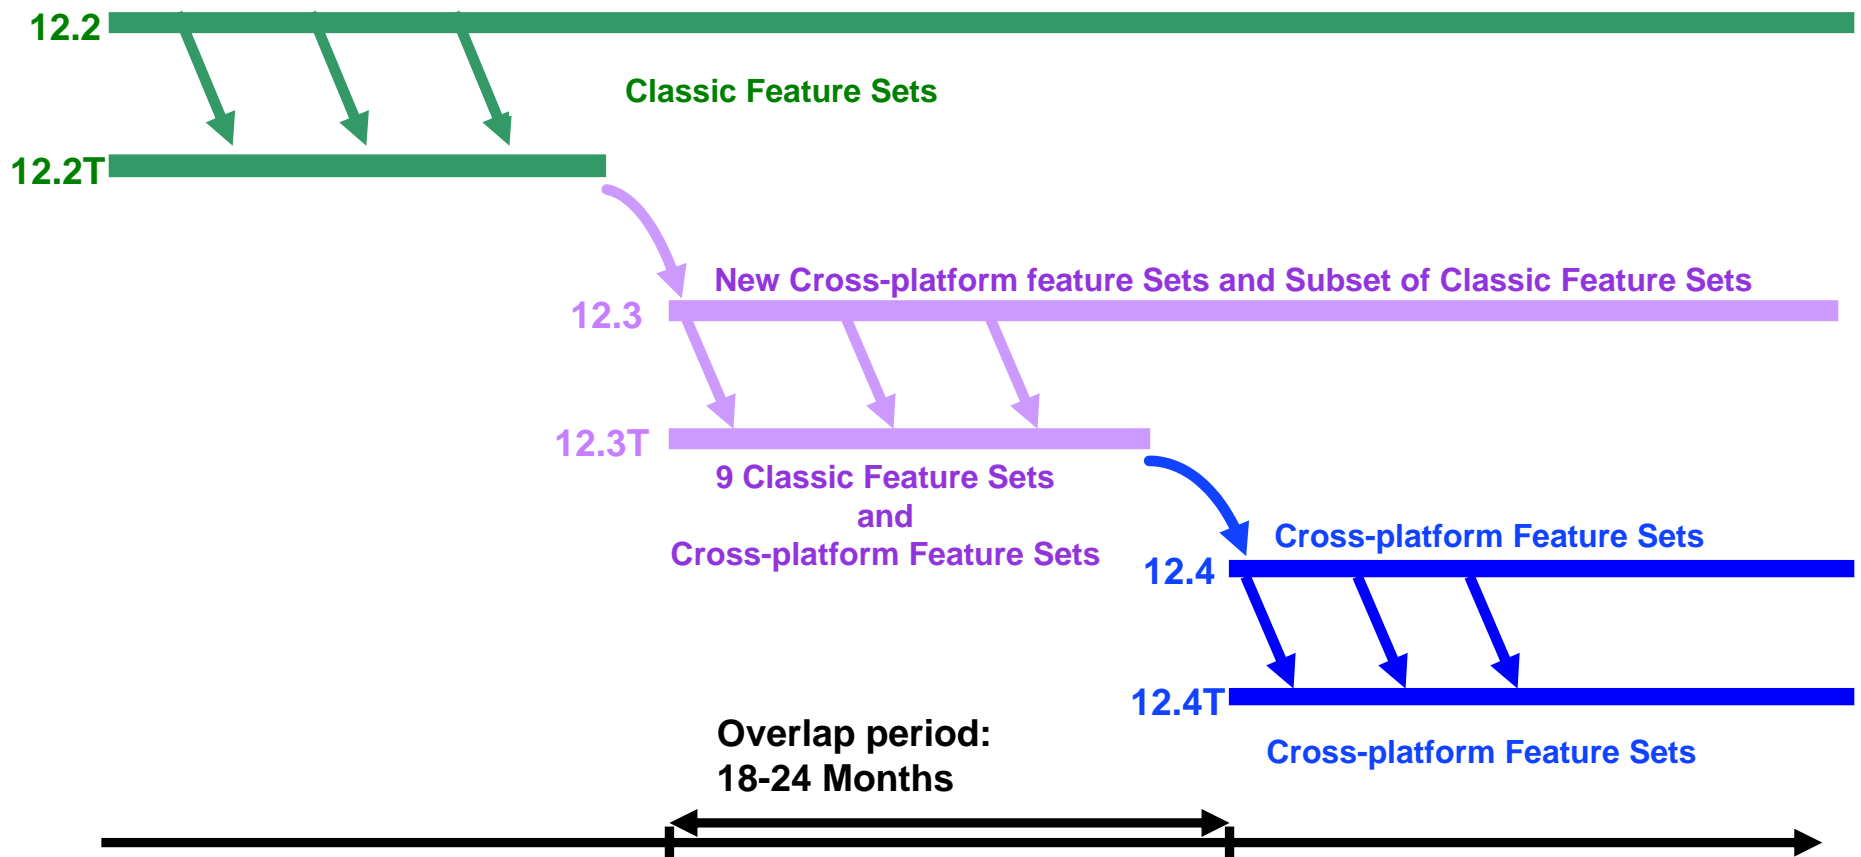 12.2
Classic Feature Sets
12.2T
New Cross-platform feature Sets and Subset of Classic Feature Sets
12.3
12.3T
9 Classic Feature Sets
and
Cross-platform Feature Sets
Cross-platform Feature Sets
12.4
12.4T
Overlap period:
18-24 Months
Cross-platform Feature Sets